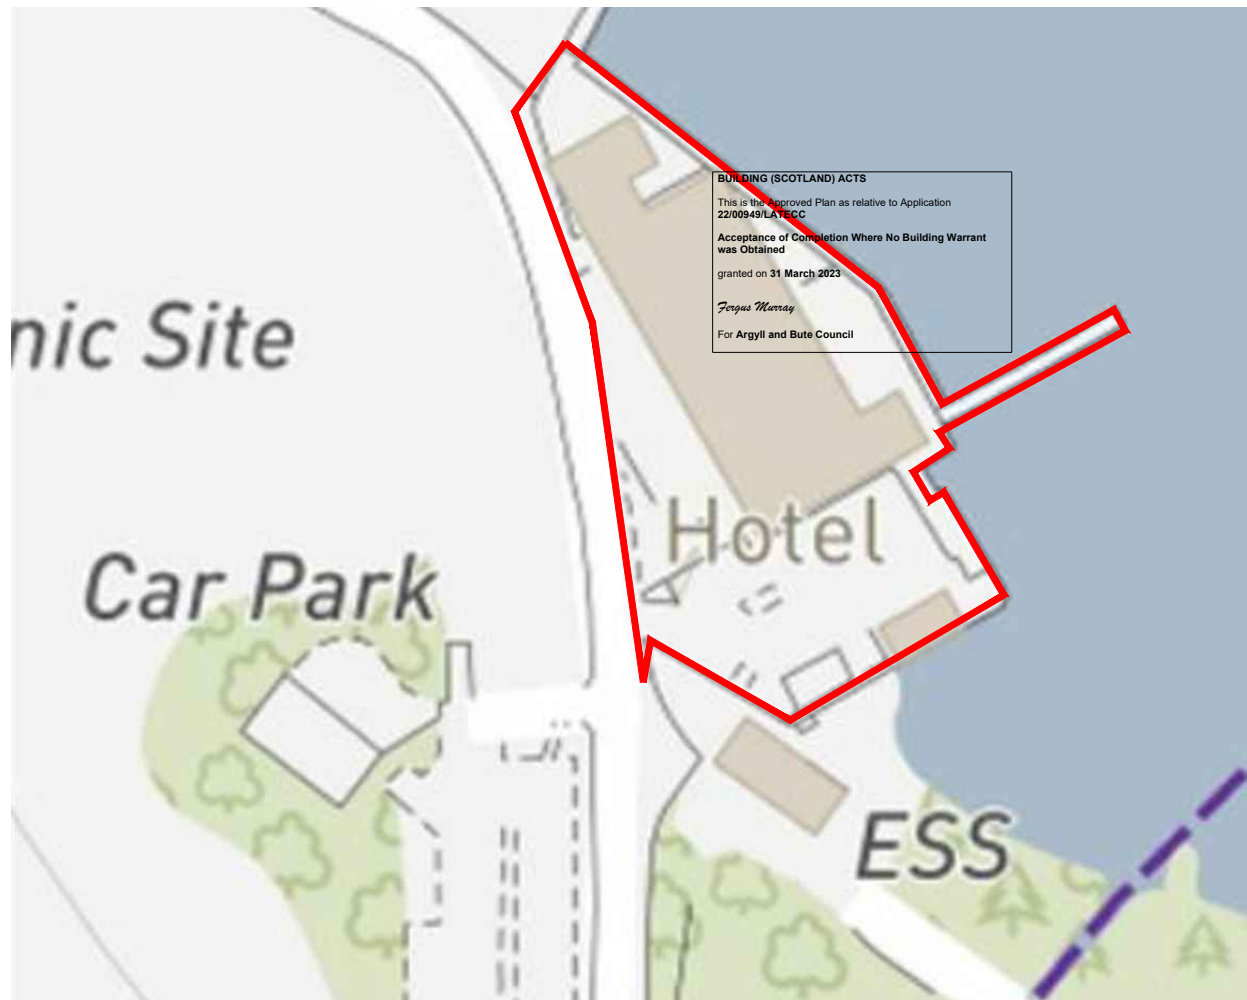 BUILDING (SCOTLAND) ACTS
This is the Approved Plan as relative to Application
22/00949/LATECC
Acceptance of Completion Where No Building Warrant
was Obtained
granted on 31 March 2023
Fergus Murray
For Argyll and Bute Council
nic Site
Hotel
Car Park
ESS